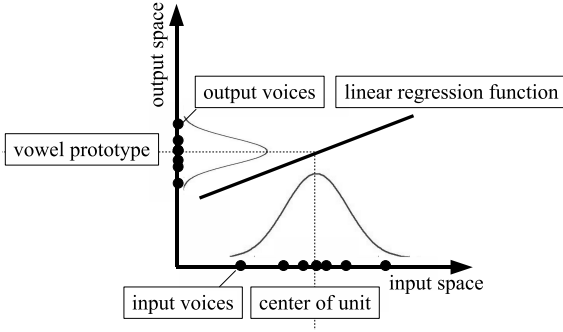 output space
output voices
linear regression function
vowel prototype
input space
input voices
center of unit